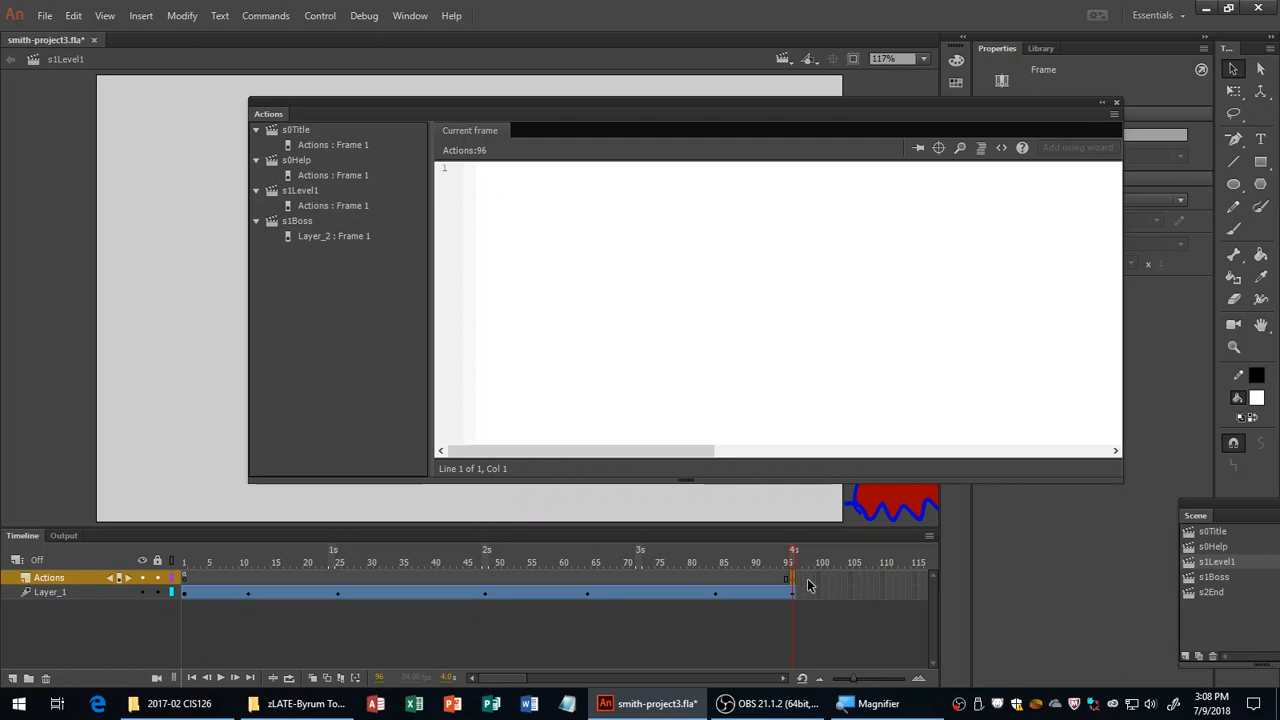 An File Edit View Insert Modify Text Commands Control Debug Window Help Essentials
smith-project3.fla*
s1Level1 117%
Properties Library T...
Frame
Actions
s0Title
Actions : Frame 1
s0Help
Actions : Frame 1
s1Level1
Actions : Frame 1
s1Boss
Layer_2 : Frame 1
Current frame
Actions:96
Add using wizard
1
x 1
Line 1 of 1, Col 1
Timeline Output
1s 2s 3s 4s
Off 1 5 10 15 20 25 30 35 40 45 50 55 60 65 70 75 80 85 90 95 100 105 110 115
Actions
Layer_1
96 24.00 fps 4.0s
Scene
s0Title
s0Help
s1Level1
s1Boss
s2End
2017-02 CIS126
zLATE-Byrum To...
An smith-project3.fla*
OBS 21.1.2 (64bit,...
Magnifier
3:08 PM
7/9/2018